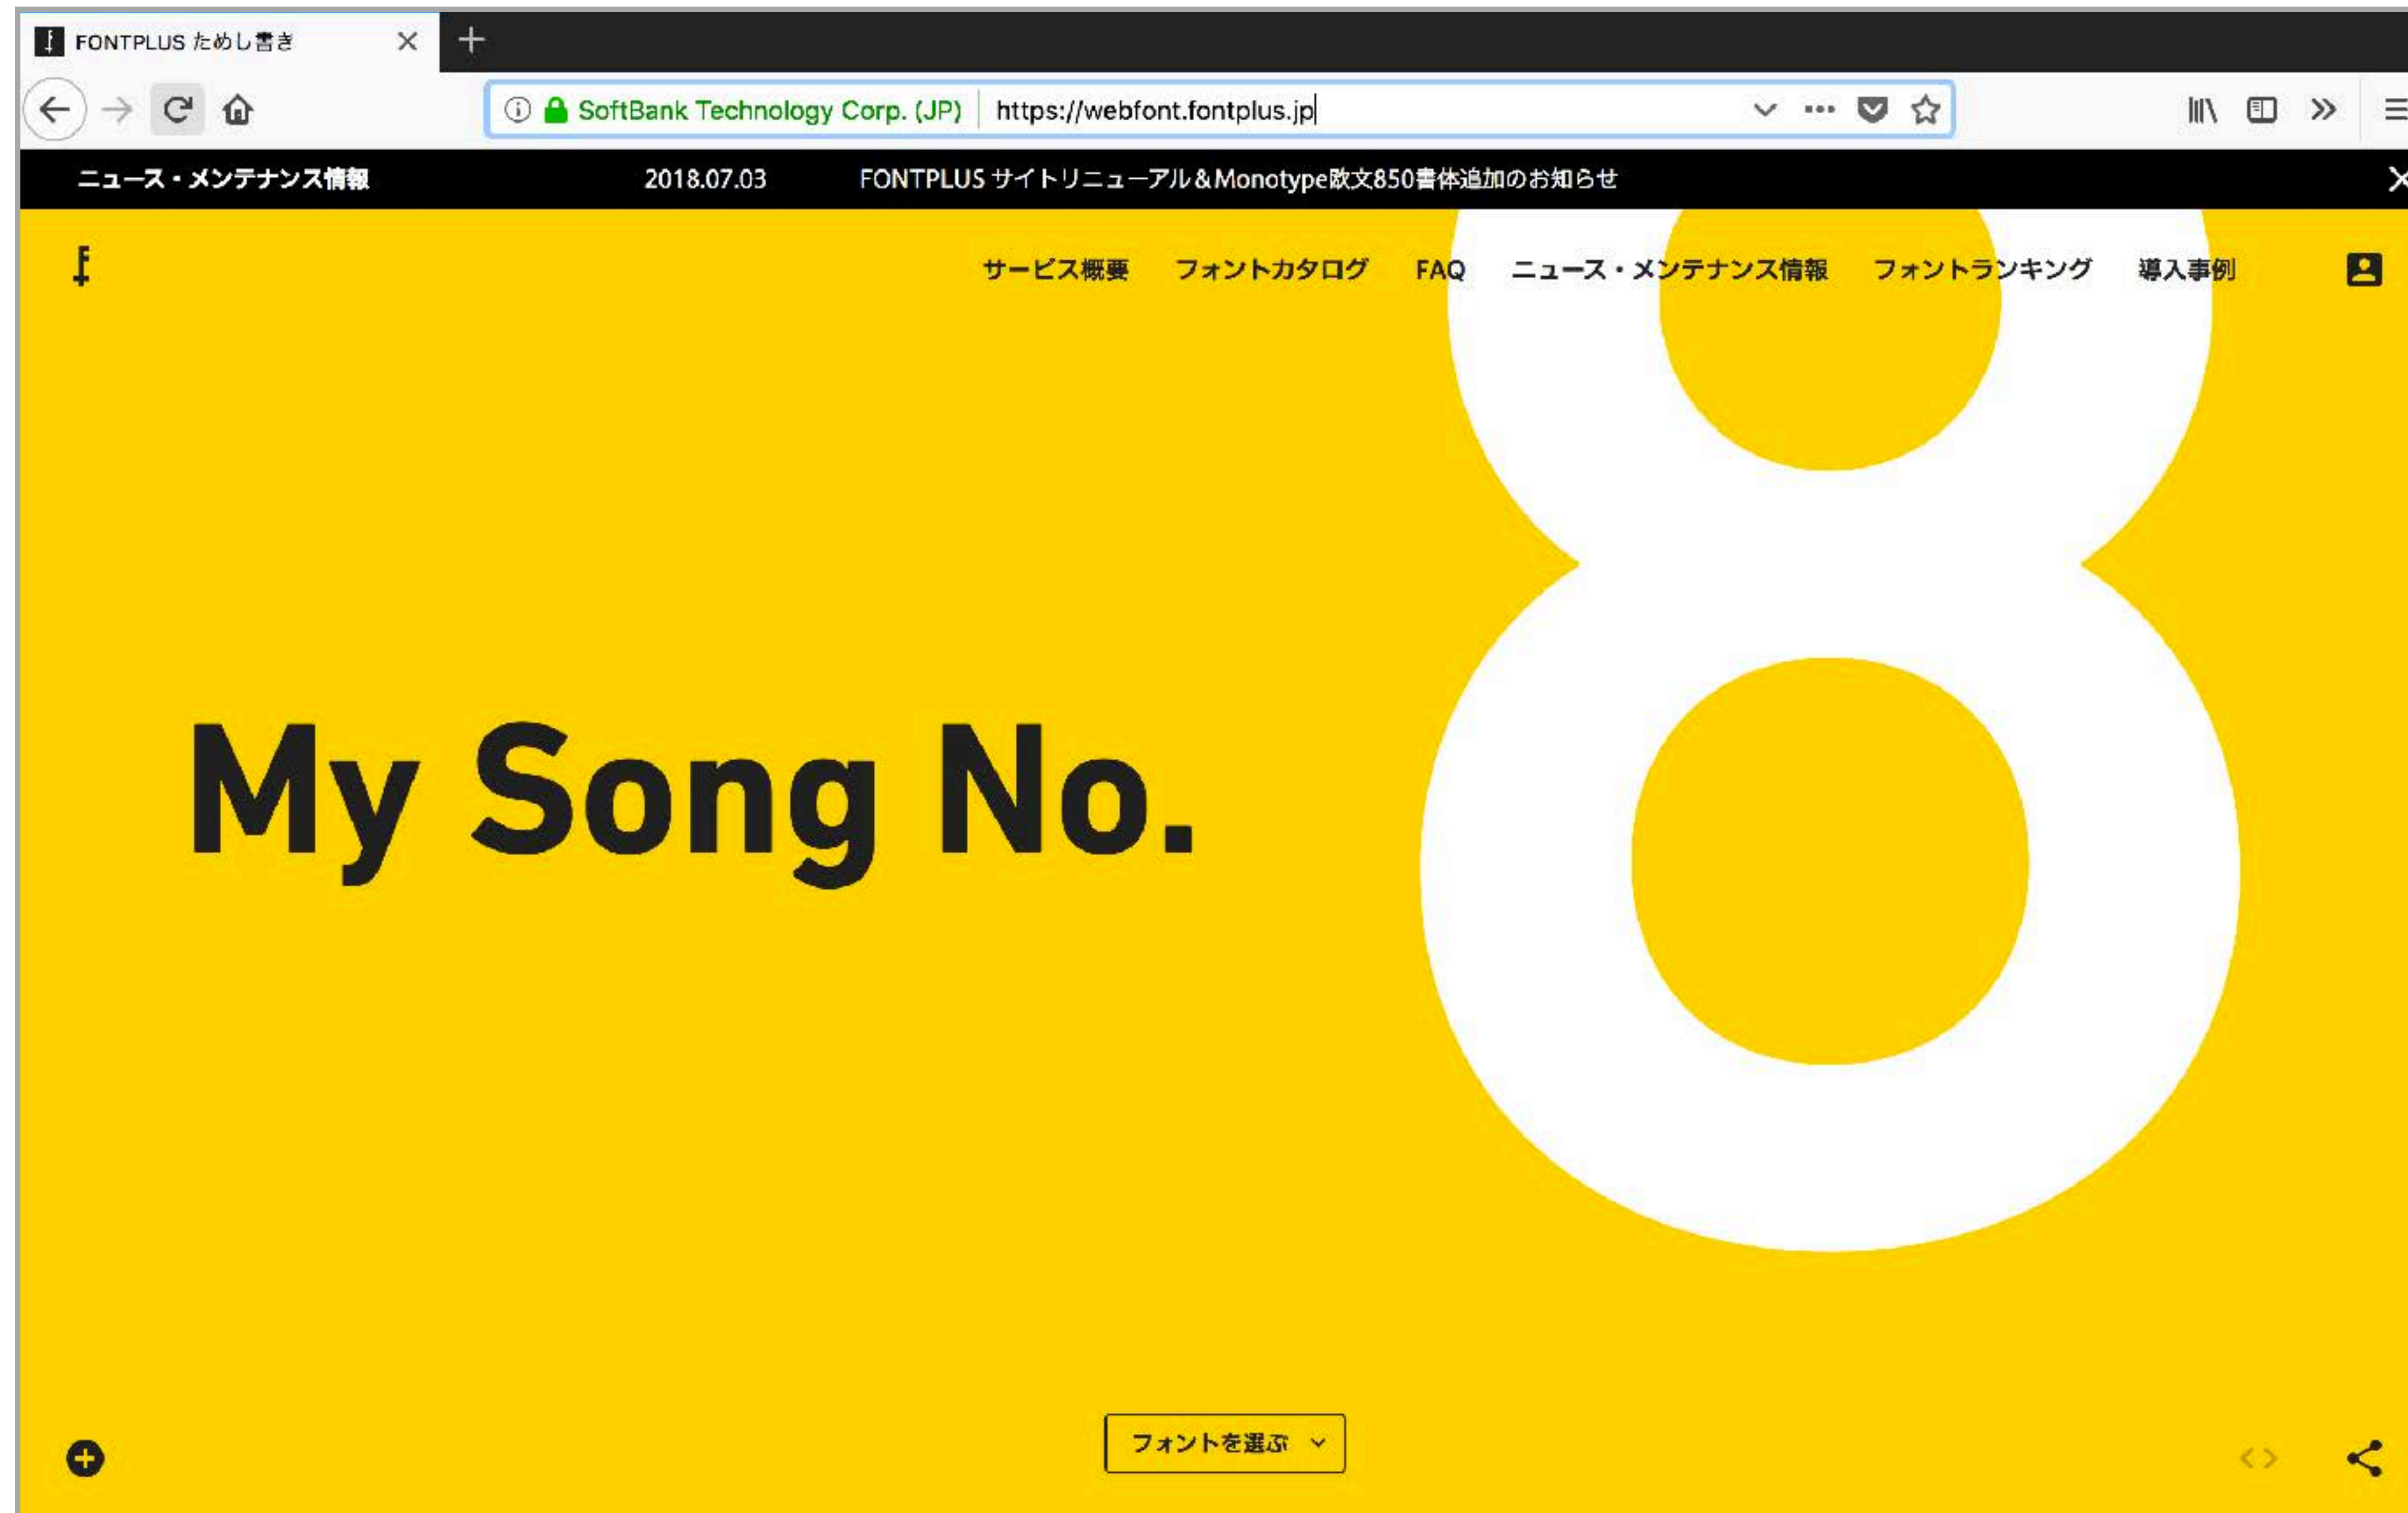 FONTPLUS ためし書き
SoftBank Technology Corp. (JP) https://webfont.fontplus.jp
ニュース・メンテナンス情報 2018.07.03 FONTPLUS サイトリニューアル&Monotype欧文850書体追加のお知らせ
サービス概要 フォントカタログ FAQ ニュース・メンテナンス情報 フォントランキング 導入事例
My Song No. 8
フォントを選ぶ